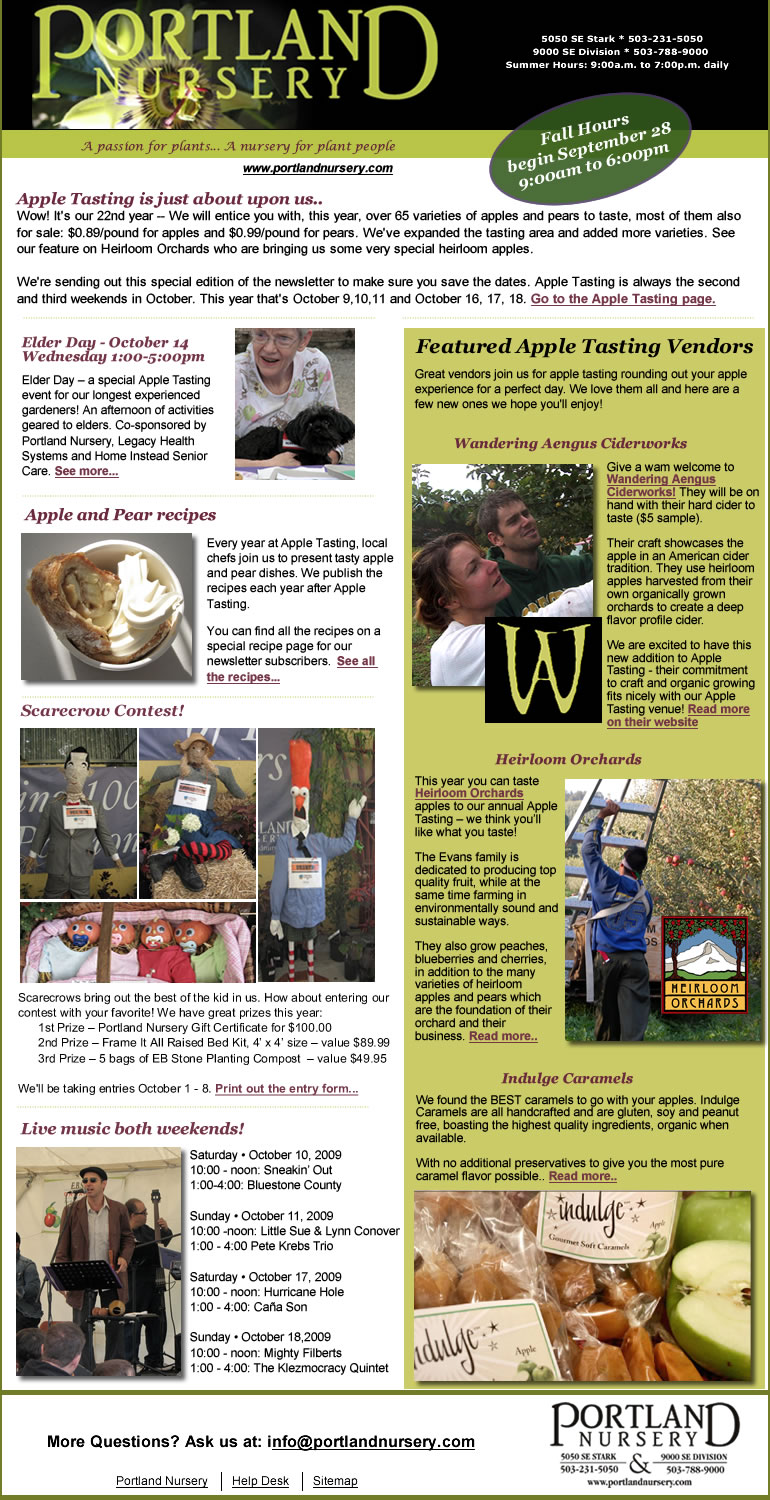 PORTLAND
NURSERY
5050 SE Stark * 503-231-5050
9000 SE Division * 503-788-9000
Summer Hours: 9:00a.m. to 7:00p.m. daily
A passion for plants... A nursery for plant people
www.portlandnursery.com
Fall Hours
begin September 28
9:00am to 6:00pm
Apple Tasting is just about upon us..
Wow! It's our 22nd year -- We will entice you with, this year, over 65 varieties of apples and pears to taste, most of them also
for sale: $0.89/pound for apples and $0.99/pound for pears. We've expanded the tasting area and added more varieties. See
our feature on Heirloom Orchards who are bringing us some very special heirloom apples.
We're sending out this special edition of the newsletter to make sure you save the dates. Apple Tasting is always the second
and third weekends in October. This year that's October 9,10,11 and October 16, 17, 18. Go to the Apple Tasting page.
Elder Day - October 14
Wednesday 1:00-5:00pm
Elder Day – a special Apple Tasting
event for our longest experienced
gardeners! An afternoon of activities
geared to elders. Co-sponsored by
Portland Nursery, Legacy Health
Systems and Home Instead Senior
Care. See more...
Apple and Pear recipes
Every year at Apple Tasting, local
chefs join us to present tasty apple
and pear dishes. We publish the
recipes each year after Apple
Tasting.
You can find all the recipes on a
special recipe page for our
newsletter subscribers. See all
the recipes...
Scarecrow Contest!
Scarecrows bring out the best of the kid in us. How about entering our
contest with your favorite! We have great prizes this year:
1st Prize – Portland Nursery Gift Certificate for $100.00
2nd Prize – Frame It All Raised Bed Kit, 4' x 4' size – value $89.99
3rd Prize – 5 bags of EB Stone Planting Compost – value $49.95
We'll be taking entries October 1 - 8. Print out the entry form...
Live music both weekends!
Saturday • October 10, 2009
10:00 - noon: Sneakin' Out
1:00-4:00: Bluestone County
Sunday • October 11, 2009
10:00 -noon: Little Sue & Lynn Conover
1:00 - 4:00 Pete Krebs Trio
Saturday • October 17, 2009
10:00 - noon: Hurricane Hole
1:00 - 4:00: Caña Son
Sunday • October 18,2009
10:00 - noon: Mighty Filberts
1:00 - 4:00: The Klezmocracy Quintet
Featured Apple Tasting Vendors
Great vendors join us for apple tasting rounding out your apple
experience for a perfect day. We love them all and here are a
few new ones we hope you'll enjoy!
Wandering Aengus Ciderworks
Give a wam welcome to
Wandering Aengus
Ciderworks! They will be on
hand with their hard cider to
taste ($5 sample).
Their craft showcases the
apple in an American cider
tradition. They use heirloom
apples harvested from their
own organically grown
orchards to create a deep
flavor profile cider.
We are excited to have this
new addition to Apple
Tasting - their commitment
to craft and organic growing
fits nicely with our Apple
Tasting venue! Read more
on their website
WA
Heirloom Orchards
This year you can taste
Heirloom Orchards
apples to our annual Apple
Tasting – we think you'll
like what you taste!
The Evans family is
dedicated to producing top
quality fruit, while at the
same time farming in
environmentally sound and
sustainable ways.
They also grow peaches,
blueberries and cherries,
in addition to the many
varieties of heirloom
apples and pears which
are the foundation of their
orchard and their
business. Read more..
HEIRLOOM
ORCHARDS
Indulge Caramels
We found the BEST caramels to go with your apples. Indulge
Caramels are all handcrafted and are gluten, soy and peanut
free, boasting the highest quality ingredients, organic when
available.
With no additional preservatives to give you the most pure
caramel flavor possible.. Read more..
indulge
Apple
Gourmet Soft Caramels
indulge
Apple
More Questions? Ask us at: info@portlandnursery.com
Portland Nursery | Help Desk | Sitemap
PORTLAND
NURSERY
5050 SE STARK & 9000 SE DIVISION
503-231-5050 503-788-9000
www.portlandnursery.com